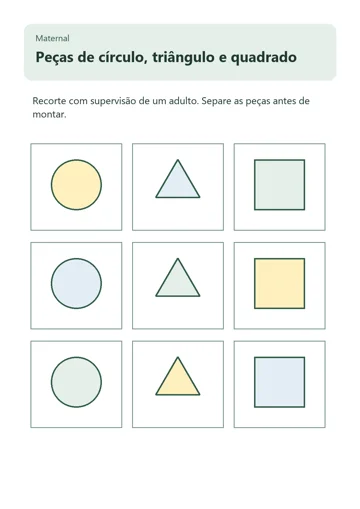 Maternal
Peças de círculo, triângulo e quadrado
Recorte com supervisão de um adulto. Separe as peças antes de
montar.